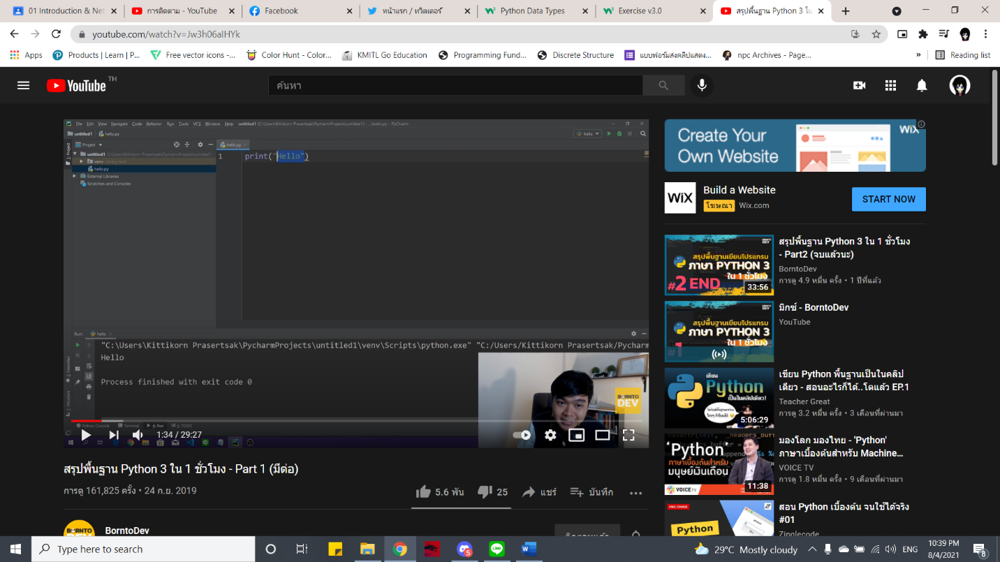 01 Introduction & Ne
การติดตาม - YouTube
Facebook
หน้าแรก / ทวิตเตอร์
Python Data Types
Exercise v3.0
สรุปพื้นฐาน Python 3 ใน
youtube.com/watch?v=Jw3h06alHYk
Apps
Products | Learn | P...
Free vector icons -...
Color Hunt - Color...
KMITL Go Education
Programming Fund...
Discrete Structure
แบบฟอร์มส่งคลิปแสดง...
npc Archives - Page...
»
Reading list
YouTube TH
ค้นหา
File Edit View Navigate Code Refactor Run Tools VCS Window Help untitled1 [C:\Users\Kittikorn Prasertsak\PycharmProjects\untitled1] - ...\hello.py - PyCharm
untitled1 hello.py
hello
Project
hello.py
untitled1 C:\Users\Kittikorn Prasertsak\PycharmProjects\untitled1
venv library root
hello.py
External Libraries
Scratches and Consoles
1 print("Hello")
Run: hello
"C:\Users\Kittikorn Prasertsak\PycharmProjects\untitled1\venv\Scripts\python.exe" "C:/Users/Kittikorn Prasertsak/Pycharm
Hello
Process finished with exit code 0
BORNTO
DEV
Python Console Terminal 4: Run 6: TODO
1:34 / 29:27
สรุปพื้นฐาน Python 3 ใน 1 ชั่วโมง - Part 1 (มีต่อ)
การดู 161,825 ครั้ง • 24 ก.ย. 2019
5.6 พัน
25
แชร์
บันทึก
BORNTO
BorntoDev
Create Your
Own Website
WiX
WiX
Build a Website
โฆษณา Wix.com
START NOW
สรุปพื้นฐานเขียนโปรแกรม
ภาษา PYTHON 3
ใน 1 ชั่วโมง
#2 END
33:56
สรุปพื้นฐาน Python 3 ใน 1 ชั่วโมง
- Part2 (จบแล้วนะ)
BorntoDev
การดู 4.9 หมื่น ครั้ง • 1 ปีที่แล้ว
สรุปพื้นฐานเขียนโปรแกรม
ภาษา PYTHON 3
ใน 1 ชั่วโมง
#1
มิกซ์ - BorntoDev
YouTube
เขียน
Python
เป็นในคลิปเดียว!
5:06:29
เขียน Python พื้นฐานเป็นในคลิป
เดียว - สอนอะไรก็ได้..โตแล้ว EP.1
Teacher Great
การดู 3.2 หมื่น ครั้ง • 3 เดือนที่ผ่านมา
'Python'
ภาษาเบื้องต้นสำหรับ
มนุษย์เงินเดือน
VOICE TV
11:38
มองโลก มองไทย - 'Python'
ภาษาเบื้องต้นสำหรับ Machine...
VOICE TV
การดู 1.8 หมื่น ครั้ง • 9 เดือนที่ผ่านมา
FREE COURSE
Python
สอน Python เบื้องต้น จนใช้ได้จริง
#01
Zinglecode
Type here to search
29°C Mostly cloudy
ENG
10:39 PM
8/4/2021
8